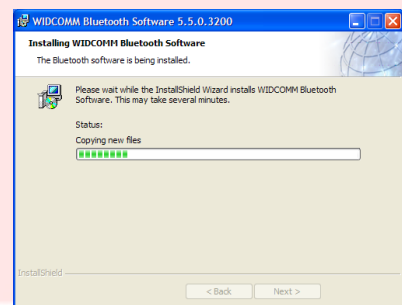 WIDCOMM Bluetooth Software 5.5.0.3200
Installing WIDCOMM Bluetooth Software
The Bluetooth software is being installed.
Please wait while the InstallShield Wizard installs WIDCOMM Bluetooth
Software. This may take several minutes.
Status:
Copying new files
InstallShield
< Back
Next >